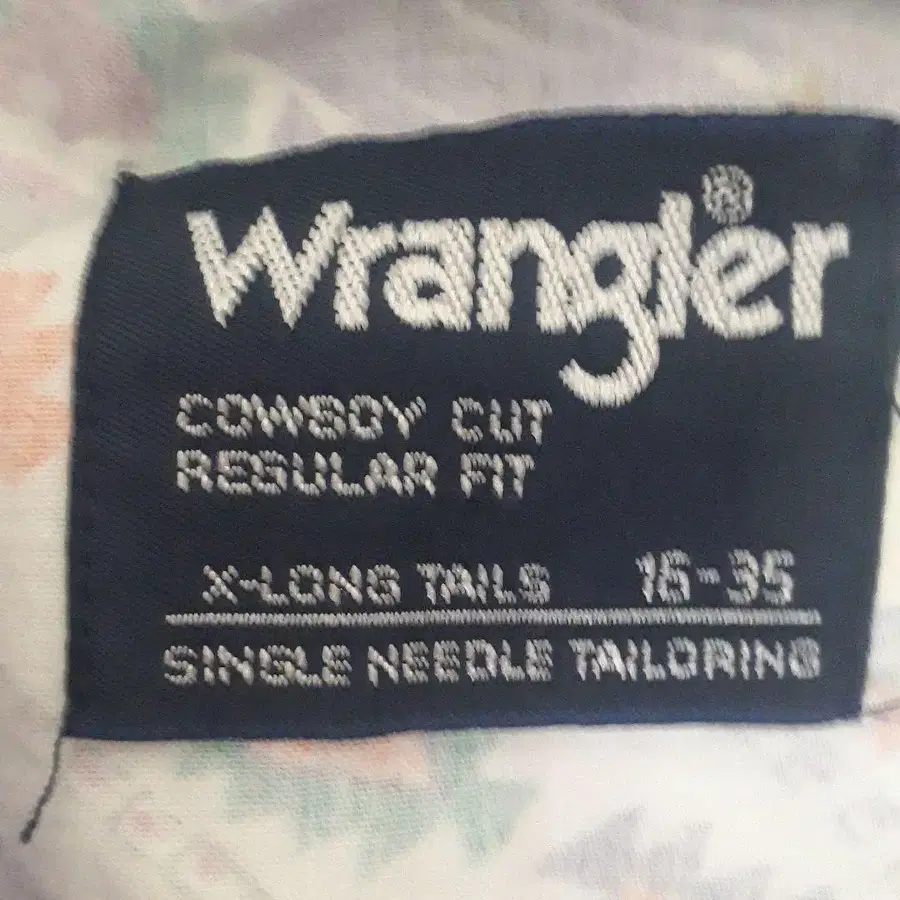 Wrangler®
COWBOY CUT
REGULAR FIT
X-LONG TAILS 16-35
SINGLE NEEDLE TAILORING